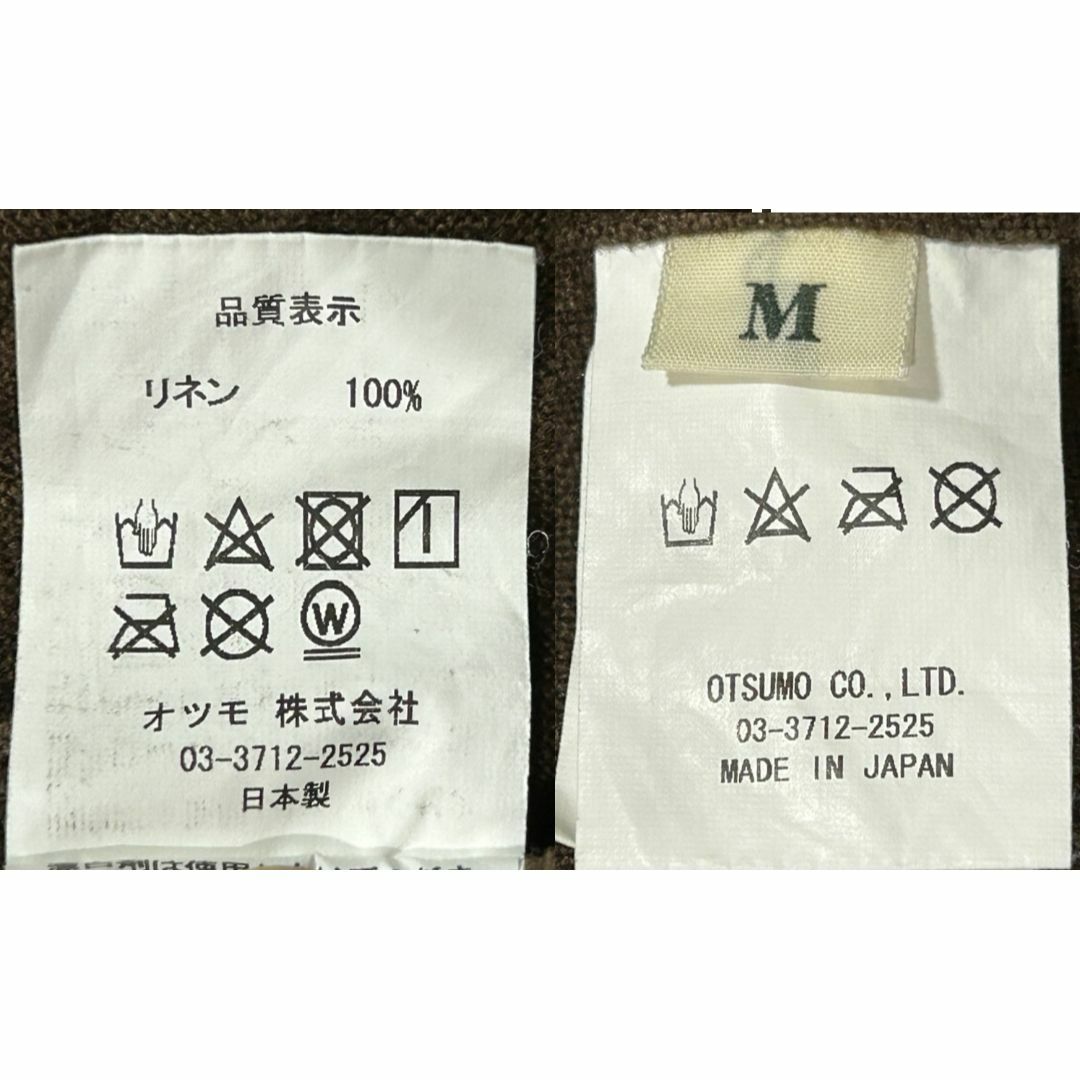 品質表示
リネン 100%
W
オツモ 株式会社
03-3712-2525
日本製
M
OTSUMO CO.,LTD.
03-3712-2525
MADE IN JAPAN